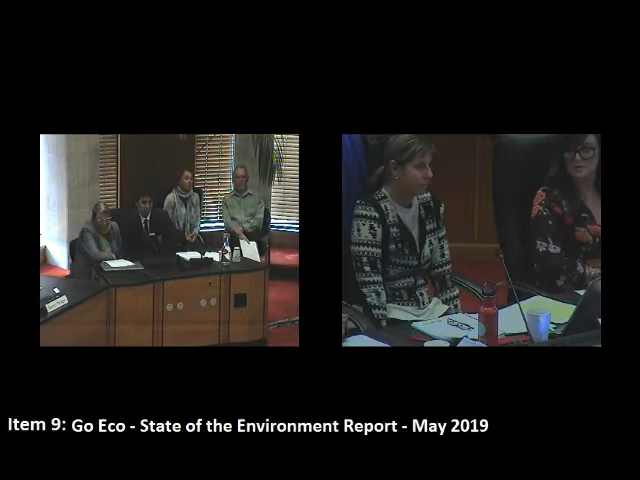 Item 9: Go Eco - State of the Environment Report - May 2019